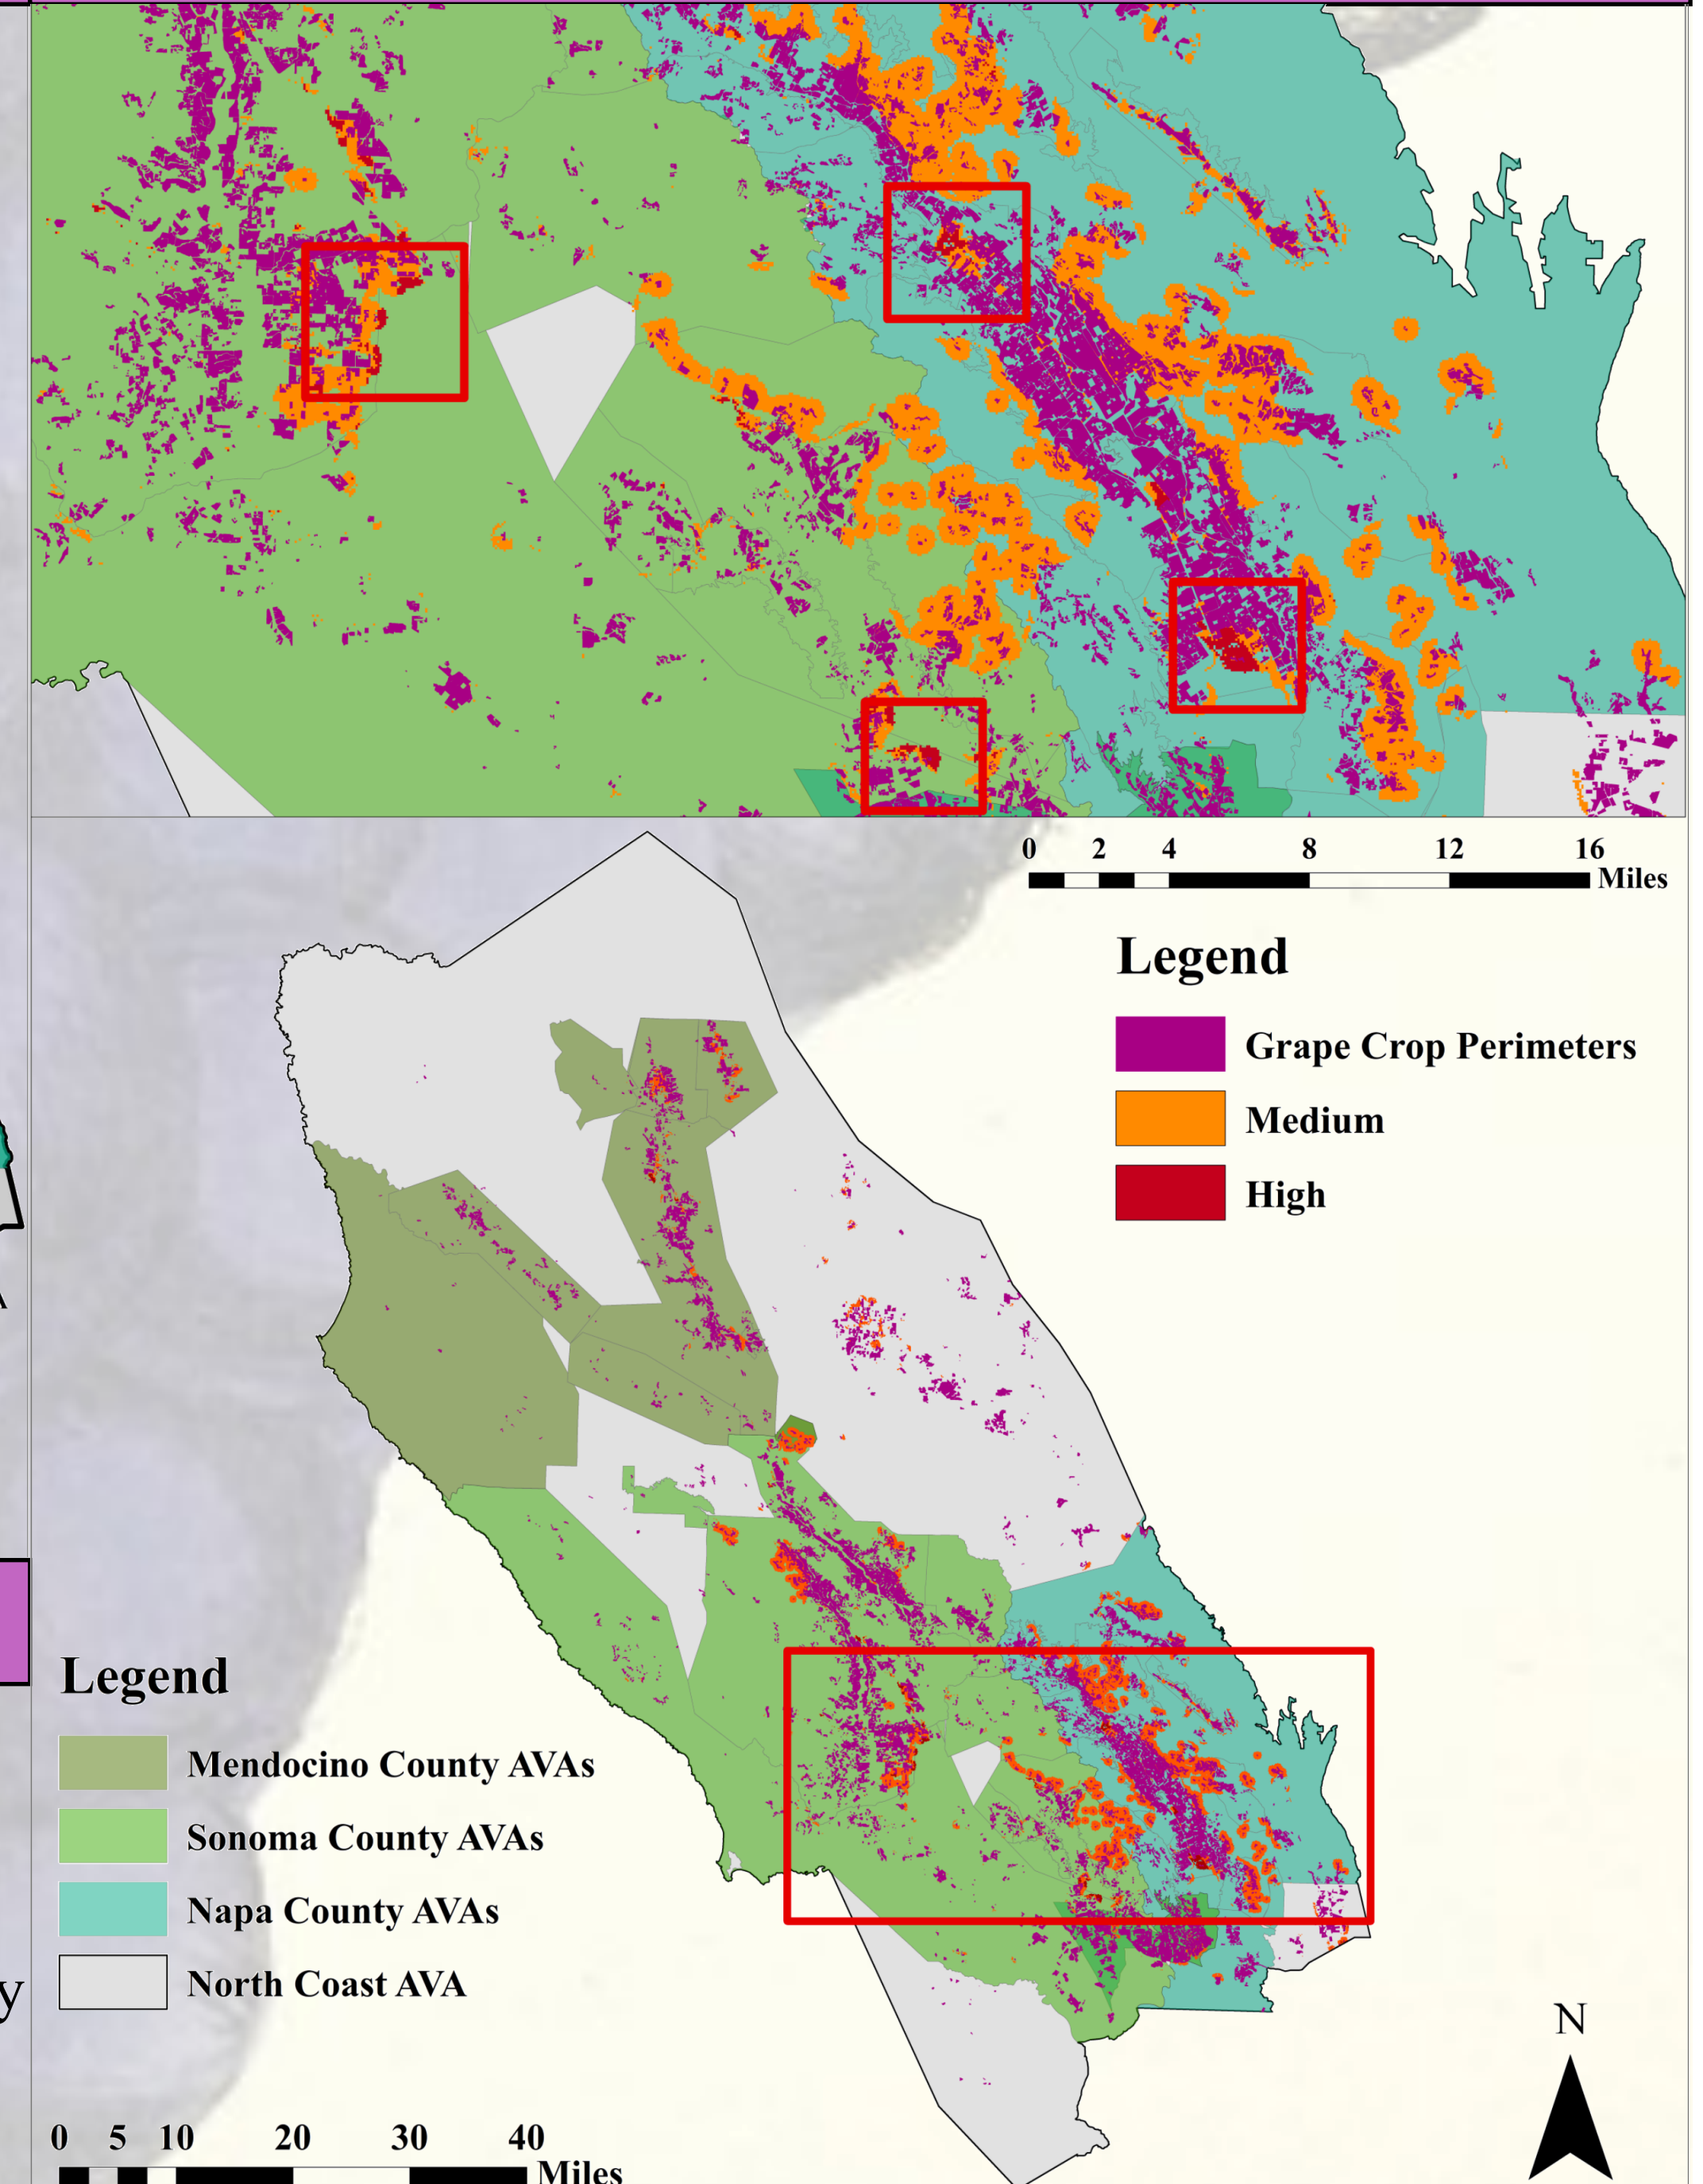 0 2 4 8 12 16
Miles
Legend
Grape Crop Perimeters
Medium
High
Legend
Mendocino County AVAs
Sonoma County AVAs
Napa County AVAs
y
North Coast AVA
N
0 5 10 20 30 40
Miles